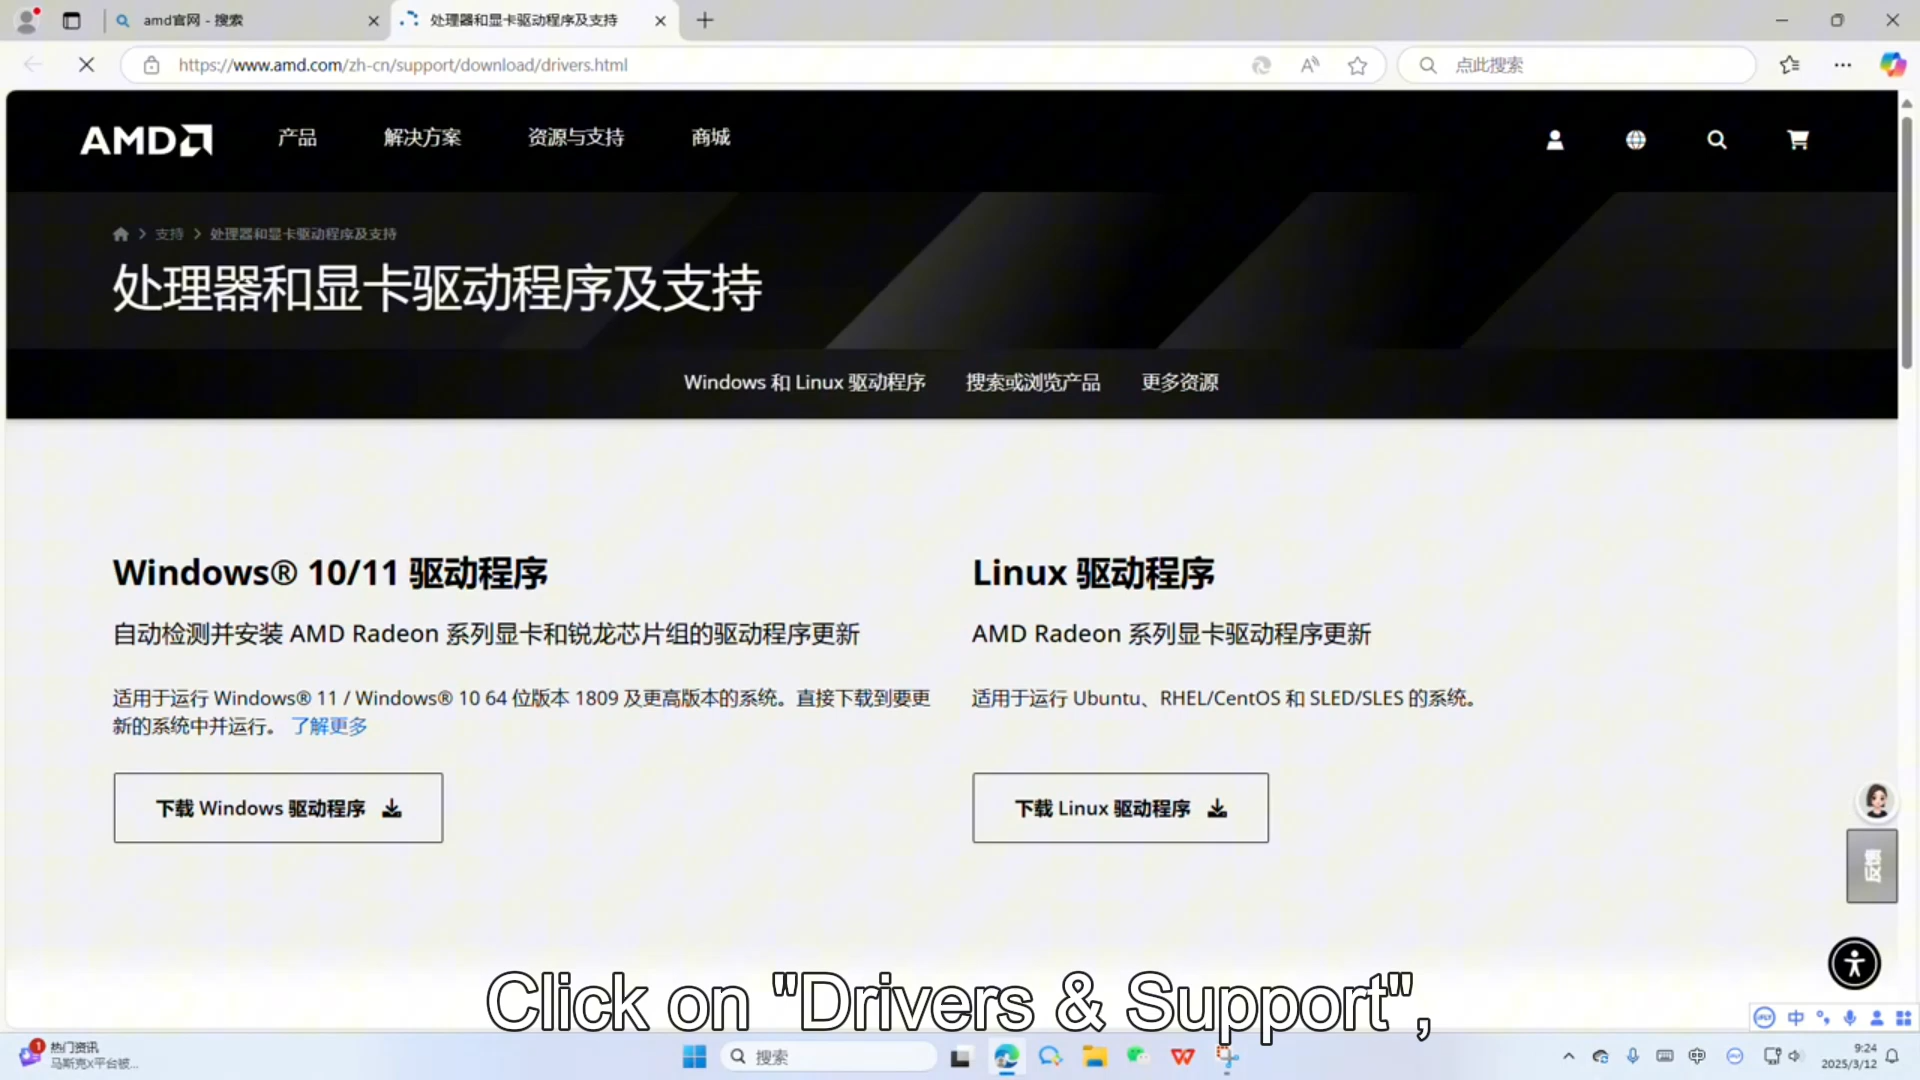 amd官网 - 搜索
处理器和显卡驱动程序及支持
https://www.amd.com/zh-cn/support/download/drivers.html
点此搜索
AMD
产品
解决方案
资源与支持
商城
支持
处理器和显卡驱动程序及支持
处理器和显卡驱动程序及支持
Windows 和 Linux 驱动程序
搜索或浏览产品
更多资源
Windows® 10/11 驱动程序
自动检测并安装 AMD Radeon 系列显卡和锐龙芯片组的驱动程序更新
适用于运行 Windows® 11 / Windows® 10 64 位版本 1809 及更高版本的系统。直接下载到要更
新的系统中并运行。 了解更多
下载 Windows 驱动程序
Linux 驱动程序
AMD Radeon 系列显卡驱动程序更新
适用于运行 Ubuntu、RHEL/CentOS 和 SLED/SLES 的系统。
下载 Linux 驱动程序
反馈
Click on "Drivers & Support",
中
1
热门资讯
马斯克X平台被...
搜索
9:24
2025/3/12